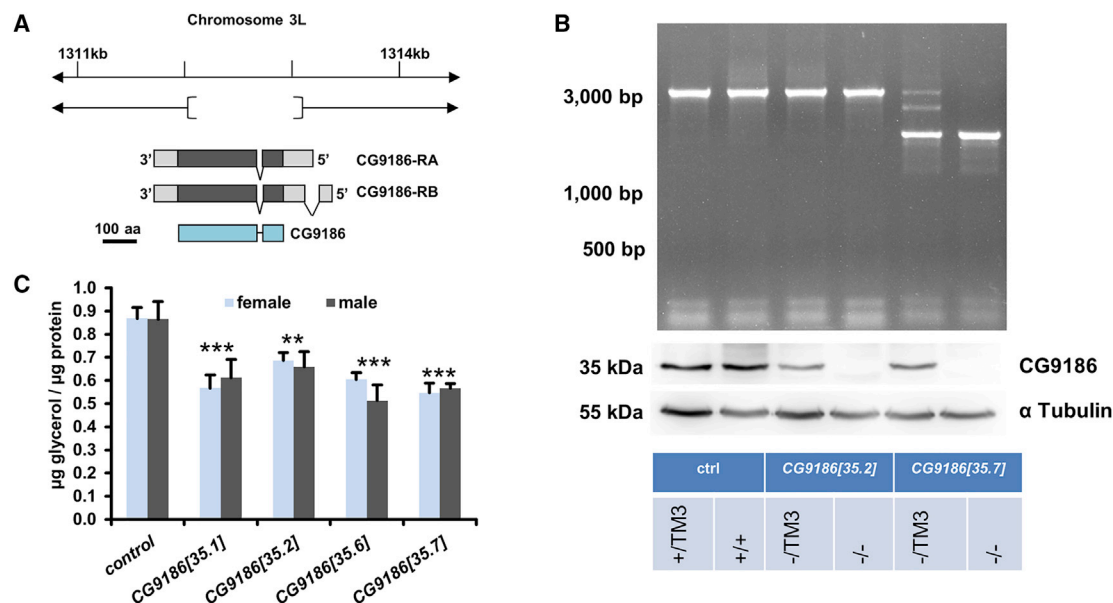 A
Chromosome 3L
1311kb 1314kb
3’ 5’ CG9186-RA
3’ 5’ CG9186-RB
100 aa CG9186
B
3,000 bp
1,000 bp
500 bp
35 kDa CG9186
55 kDa α Tubulin
ctrl CG9186[35.2] CG9186[35.7]
+/TM3 +/+ -/TM3 -/- -/TM3 -/-
C
µg glycerol / µg protein
1.0
0.9
0.8
0.7
0.6
0.5
0.4
0.3
0.2
0.1
0.0
female male
*** ** *** ***
control CG9186[35.1] CG9186[35.2] CG9186[35.6] CG9186[35.7]